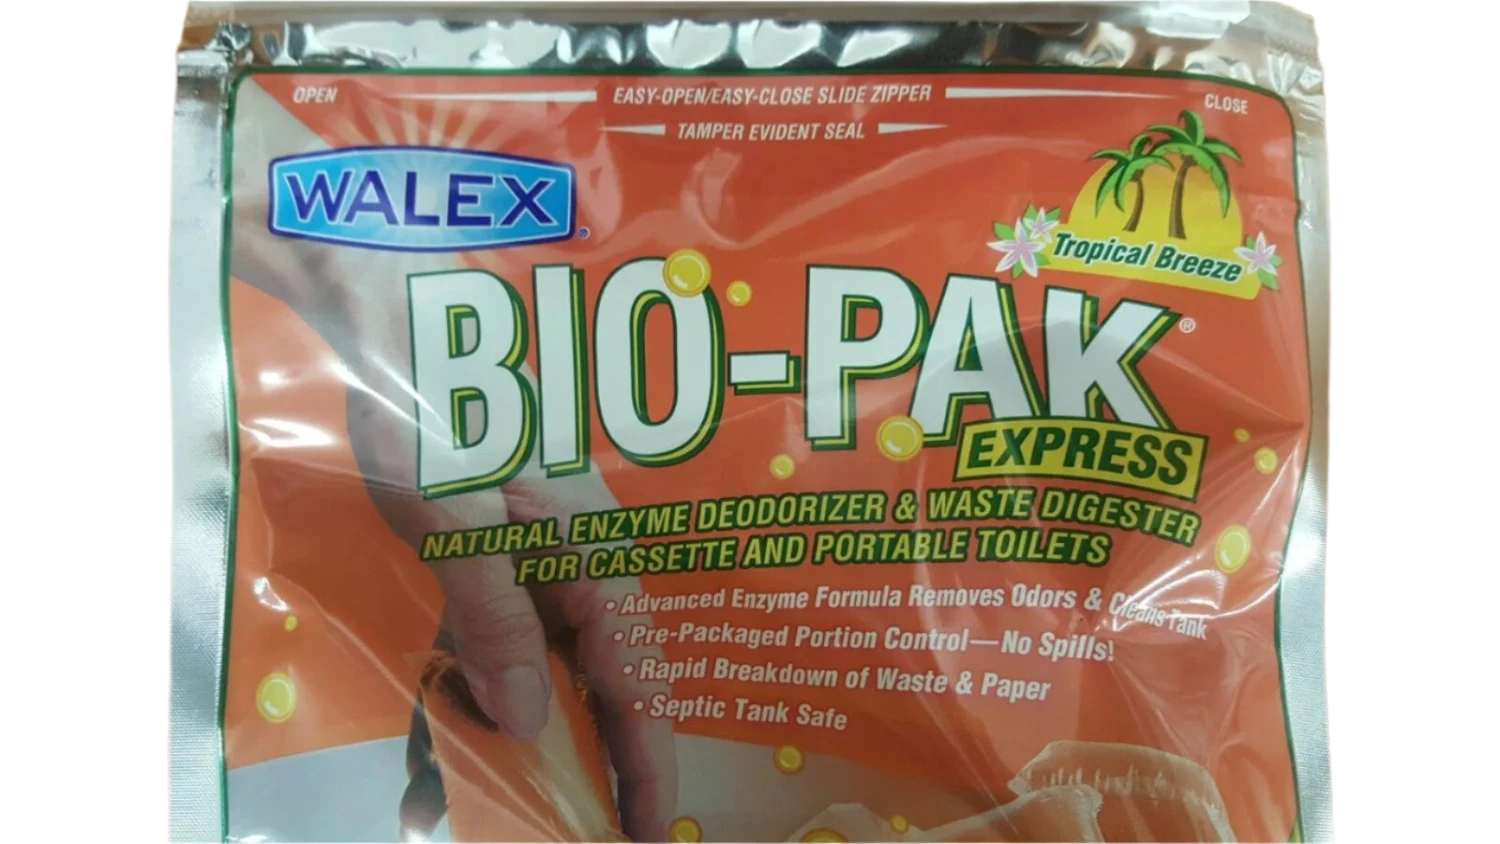 OPEN
EASY-OPEN/EASY-CLOSE SLIDE ZIPPER
CLOSE
TAMPER EVIDENT SEAL
WALEX®
Tropical Breeze
BIO-PAK®
EXPRESS
NATURAL ENZYME DEODORIZER & WASTE DIGESTER
FOR CASSETTE AND PORTABLE TOILETS
• Advanced Enzyme Formula Removes Odors & Cleans Tank
• Pre-Packaged Portion Control—No Spills!
• Rapid Breakdown of Waste & Paper
• Septic Tank Safe